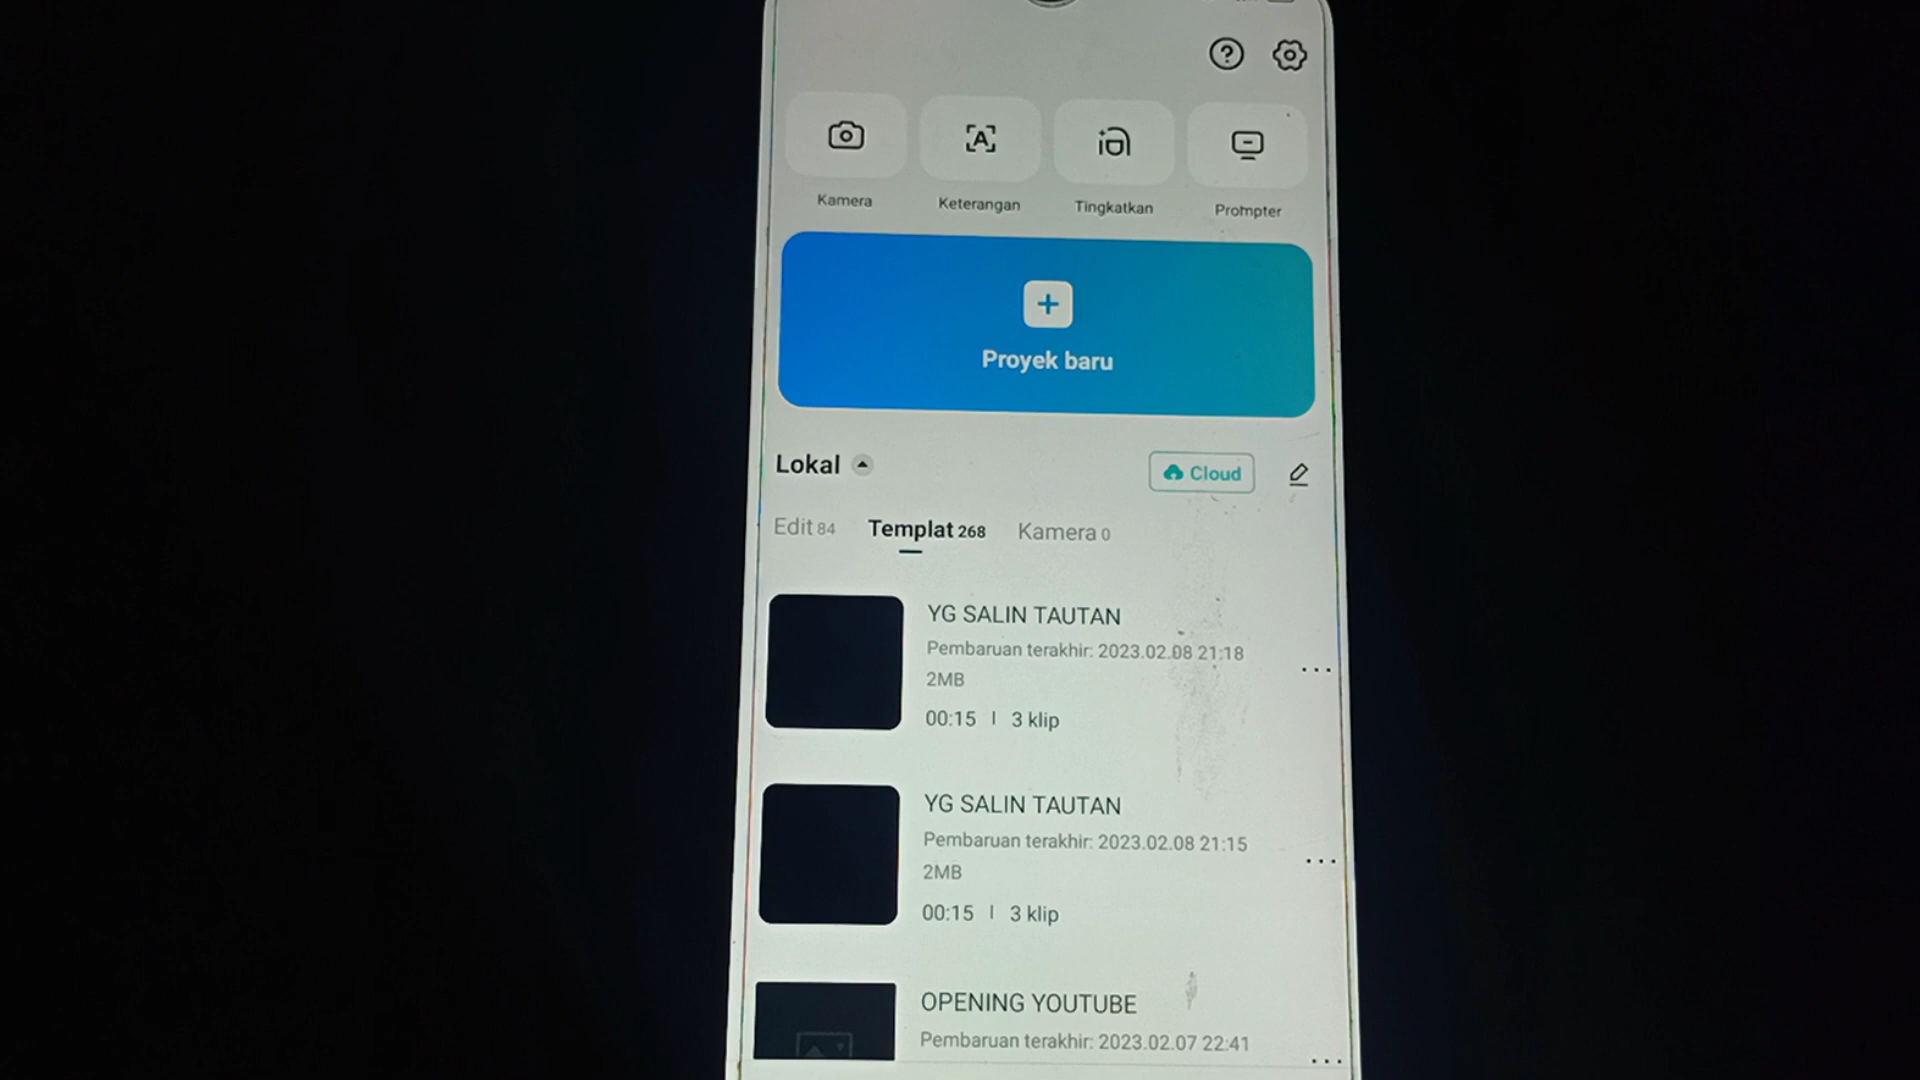 Kamera
Keterangan
Tingkatkan
Prompter
Proyek baru
Lokal
Cloud
Edit 84
Templat 268
Kamera 0
YG SALIN TAUTAN
Pembaruan terakhir: 2023.02.08 21:18
2MB
00:15 | 3 klip
YG SALIN TAUTAN
Pembaruan terakhir: 2023.02.08 21:15
2MB
00:15 | 3 klip
OPENING YOUTUBE
Pembaruan terakhir: 2023.02.07 22:41